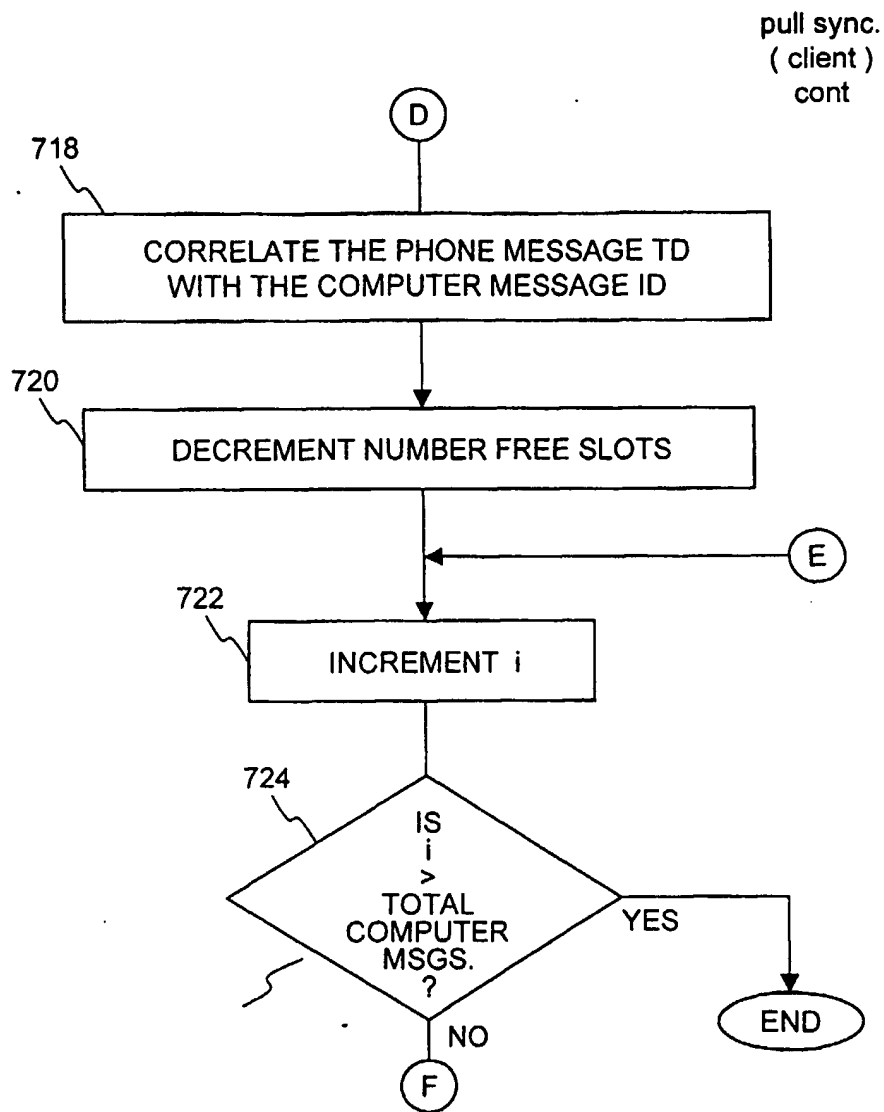 pull sync.
( client )
cont
D
718
CORRELATE THE PHONE MESSAGE TD
WITH THE COMPUTER MESSAGE ID
720
DECREMENT NUMBER FREE SLOTS
E
722
INCREMENT i
724
IS
i
>
TOTAL
COMPUTER
MSGS.
?
YES
END
NO
F